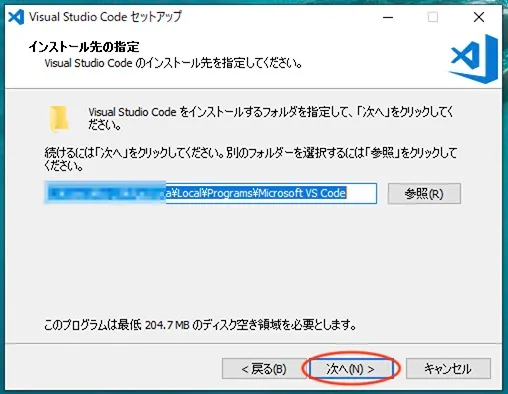 Visual Studio Code セットアップ
インストール先の指定
Visual Studio Code のインストール先を指定してください。
Visual Studio Code をインストールするフォルダを指定して、「次へ」をクリックしてく
ださい。
続けるには「次へ」をクリックしてください。別のフォルダーを選択するには「参照」をクリックして
ください。
a¥Local¥Programs¥Microsoft VS Code
参照(R)
このプログラムは最低 204.7 MB のディスク空き領域を必要とします。
< 戻る(B)
次へ(N) >
キャンセル